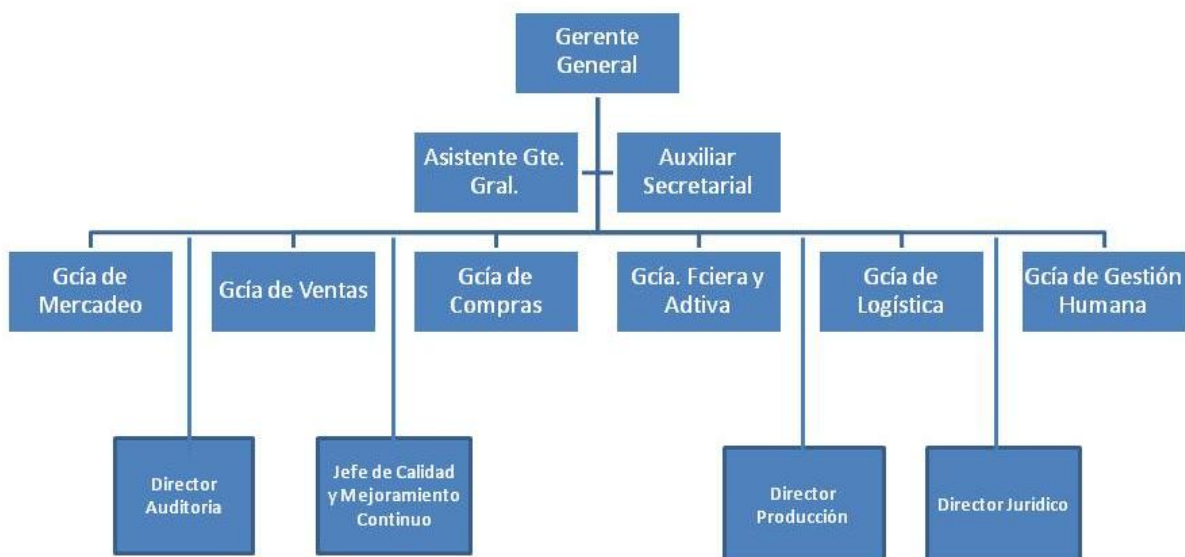 Gerente
General
Asistente Gte.
Gral.
Auxiliar
Secretarial
Gcía de
Mercadeo
Gcía de Ventas
Gcía de
Compras
Gcía. Fciera y
Adtiva
Gcía de
Logística
Gcía de Gestión
Humana
Director
Auditoria
Jefe de Calidad
y Mejoramiento
Continuo
Director
Producción
Director Juridico